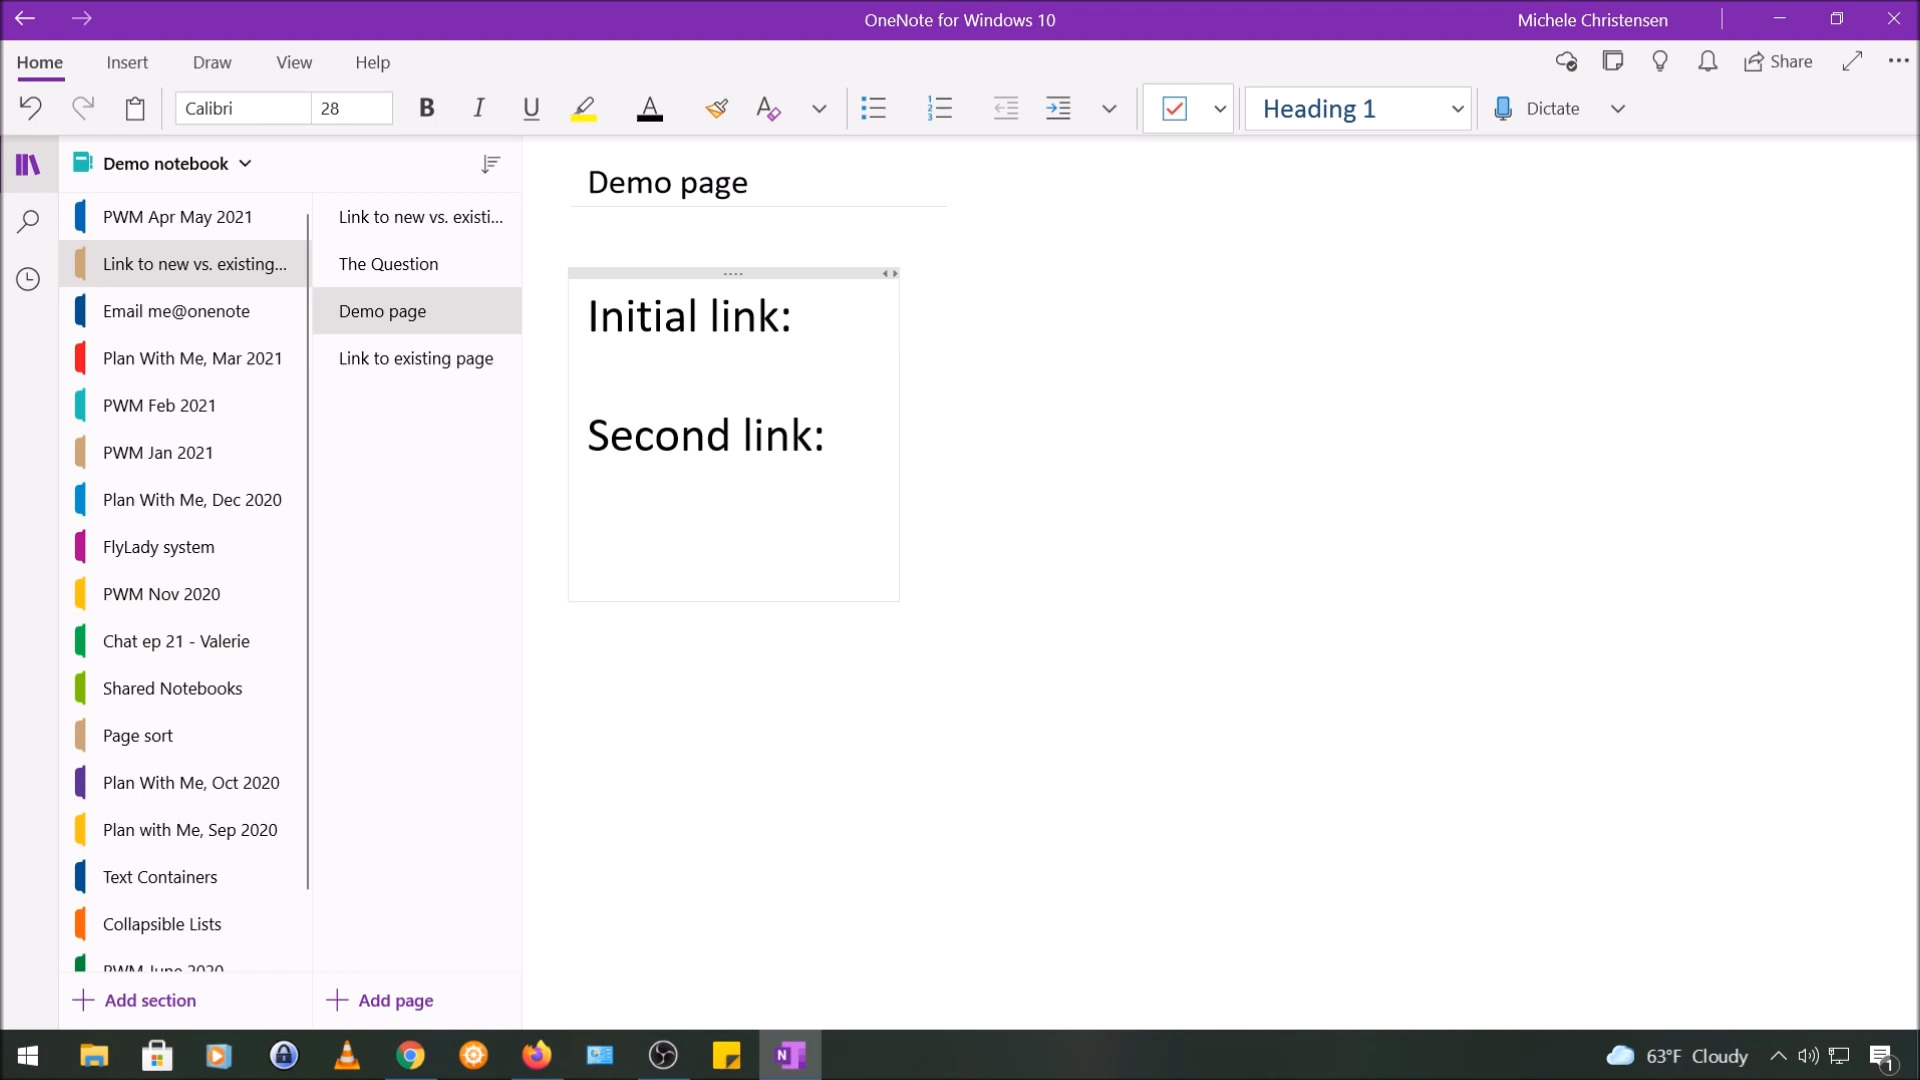 OneNote for Windows 10
Michele Christensen
Home Insert Draw View Help
Share
Calibri 28 B I U A Heading 1 Dictate
Demo notebook
PWM Apr May 2021
Link to new vs. existing...
Email me@onenote
Plan With Me, Mar 2021
PWM Feb 2021
PWM Jan 2021
Plan With Me, Dec 2020
FlyLady system
PWM Nov 2020
Chat ep 21 - Valerie
Shared Notebooks
Page sort
Plan With Me, Oct 2020
Plan with Me, Sep 2020
Text Containers
Collapsible Lists
PWM June 2020
Add section
Link to new vs. existi...
The Question
Demo page
Link to existing page
Add page
Demo page
Initial link:
Second link:
63°F Cloudy
1